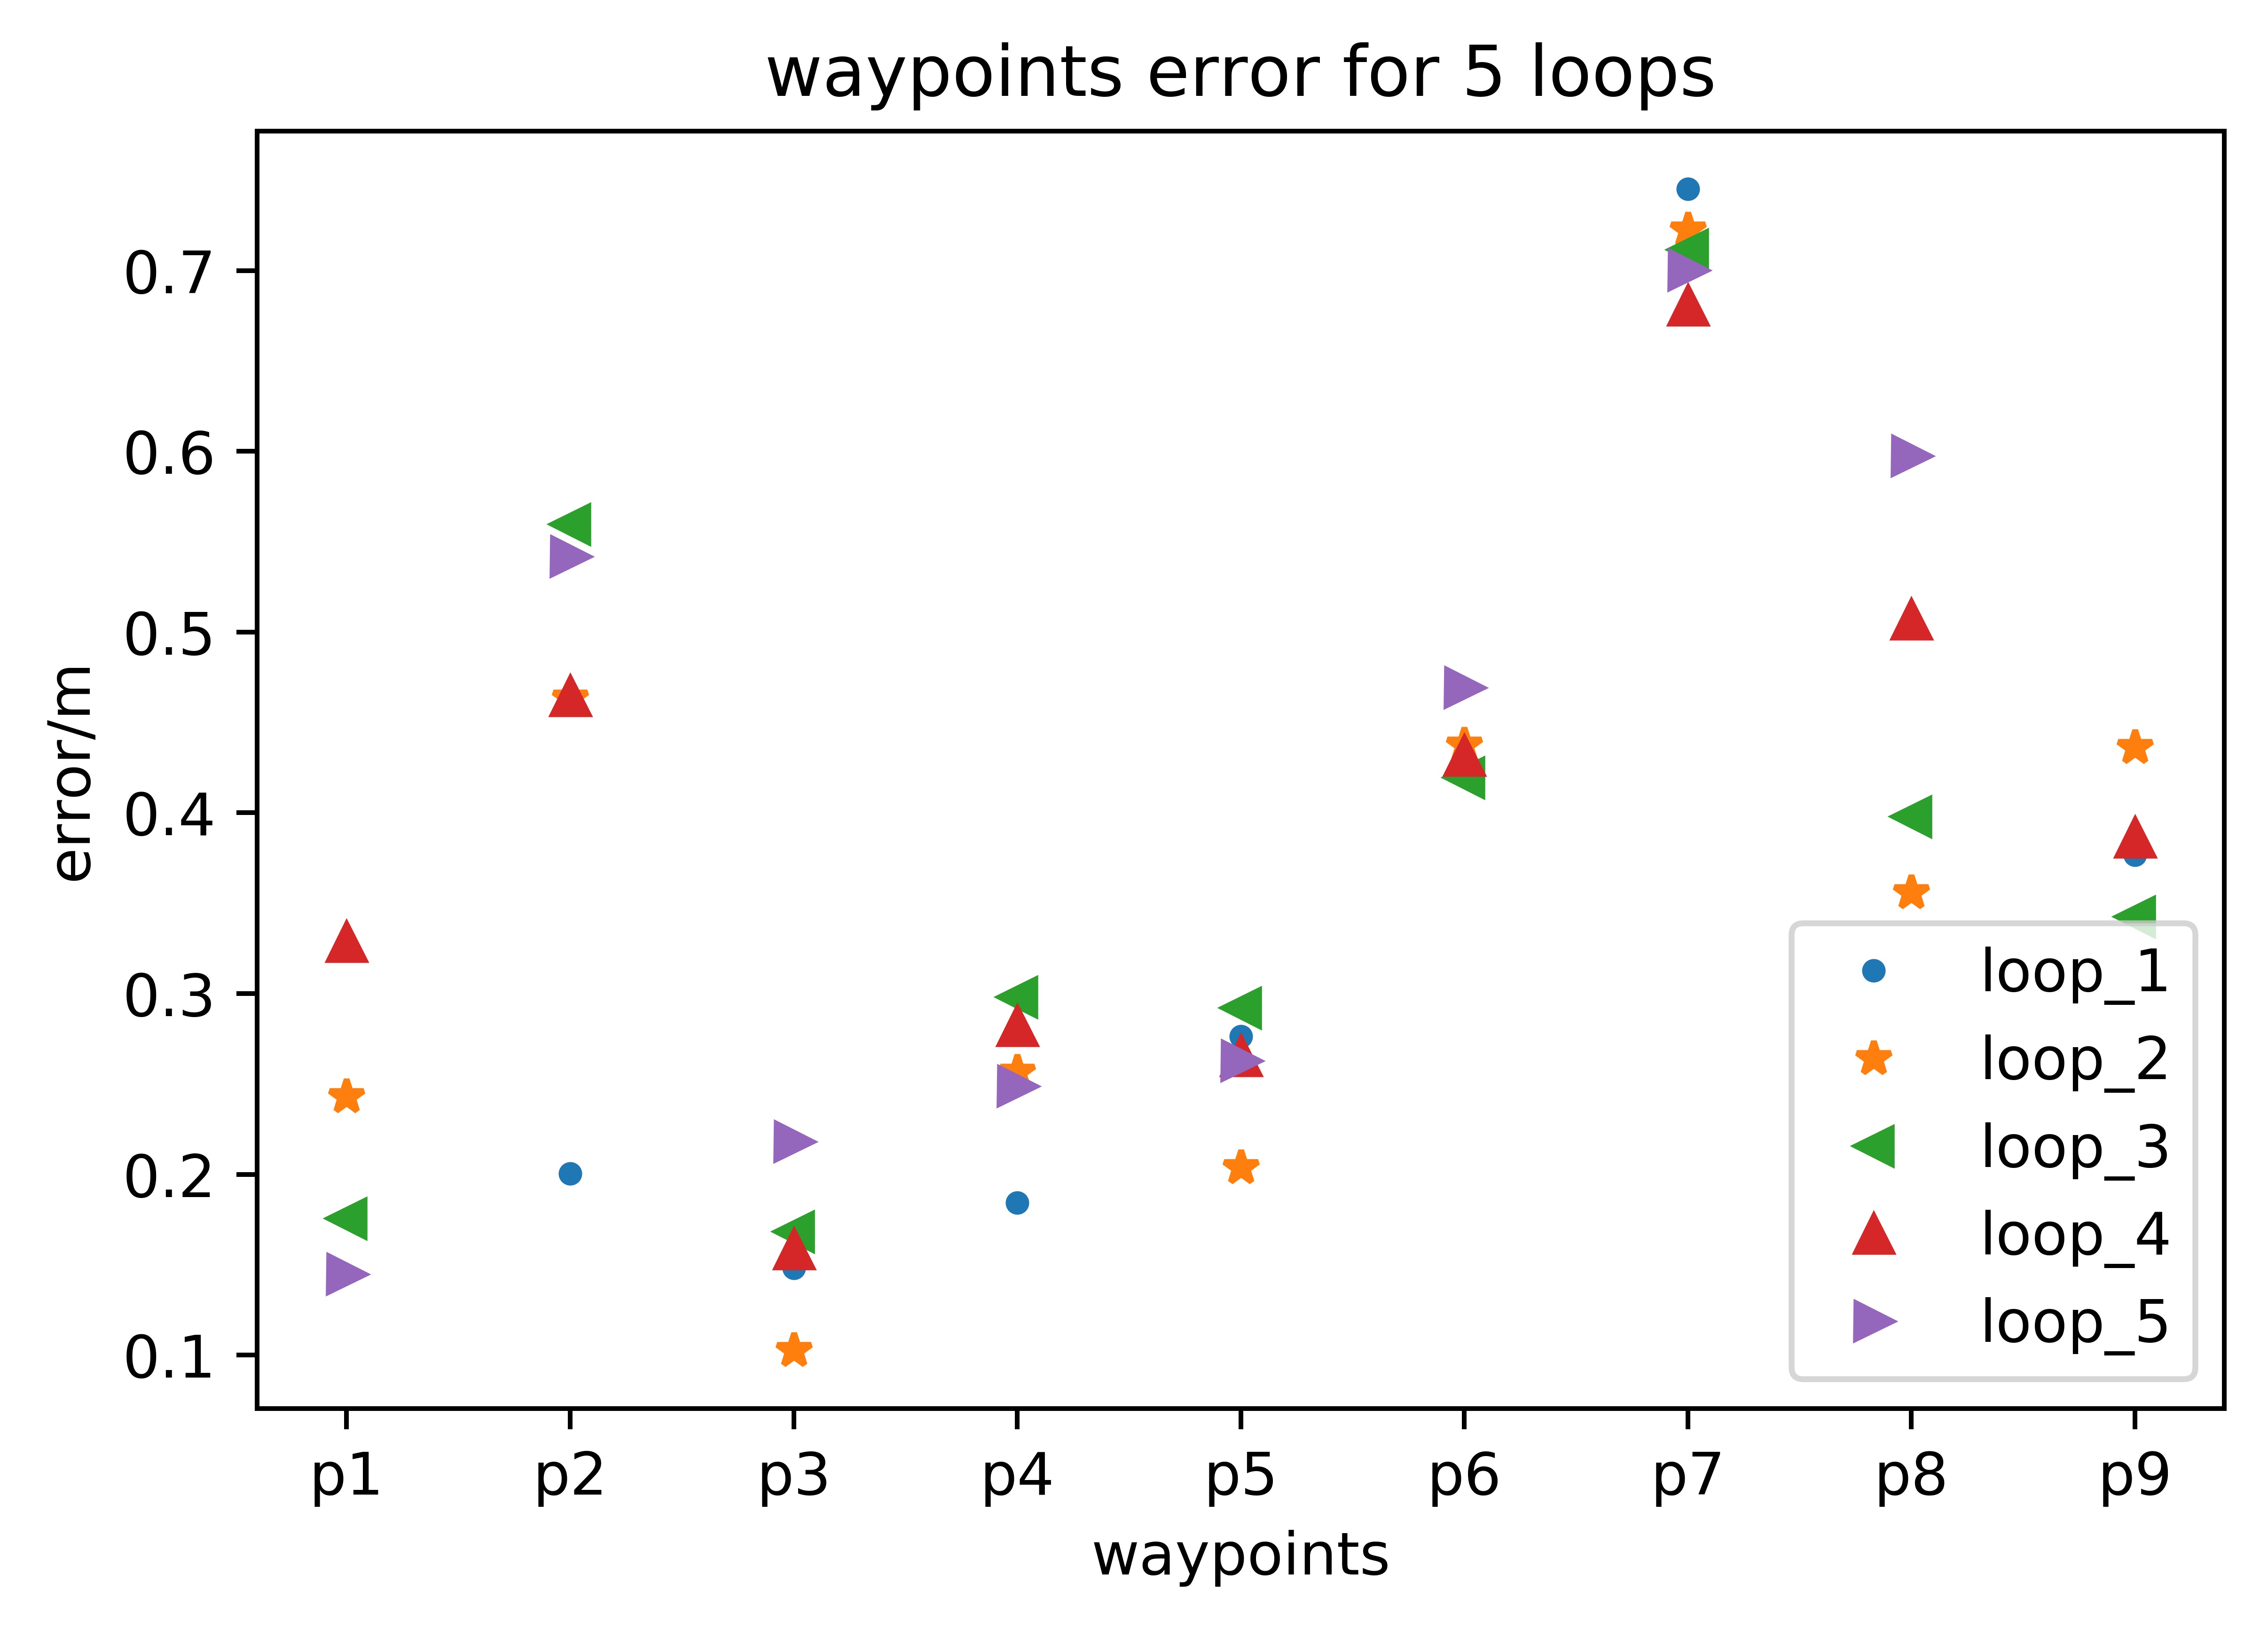 waypoints error for 5 loops
error/m
0.7
0.6
0.5
0.4
0.3
0.2
0.1
loop_1
loop_2
loop_3
loop_4
loop_5
p1 p2 p3 p4 p5 p6 p7 p8 p9
waypoints